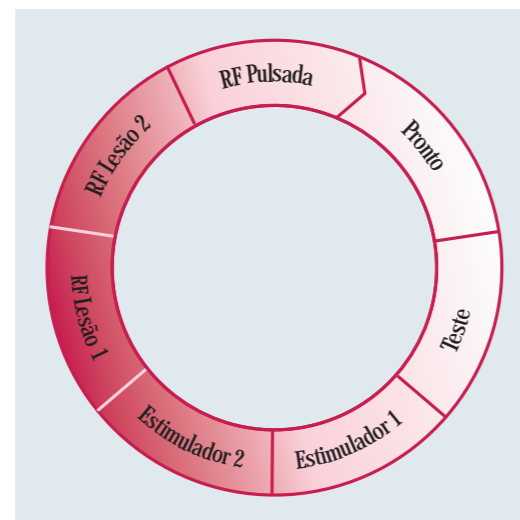 RF Pulsada
Pronto
Teste
Estimulador 1
Estimulador 2
RF Lesão 1
RF Lesão 2